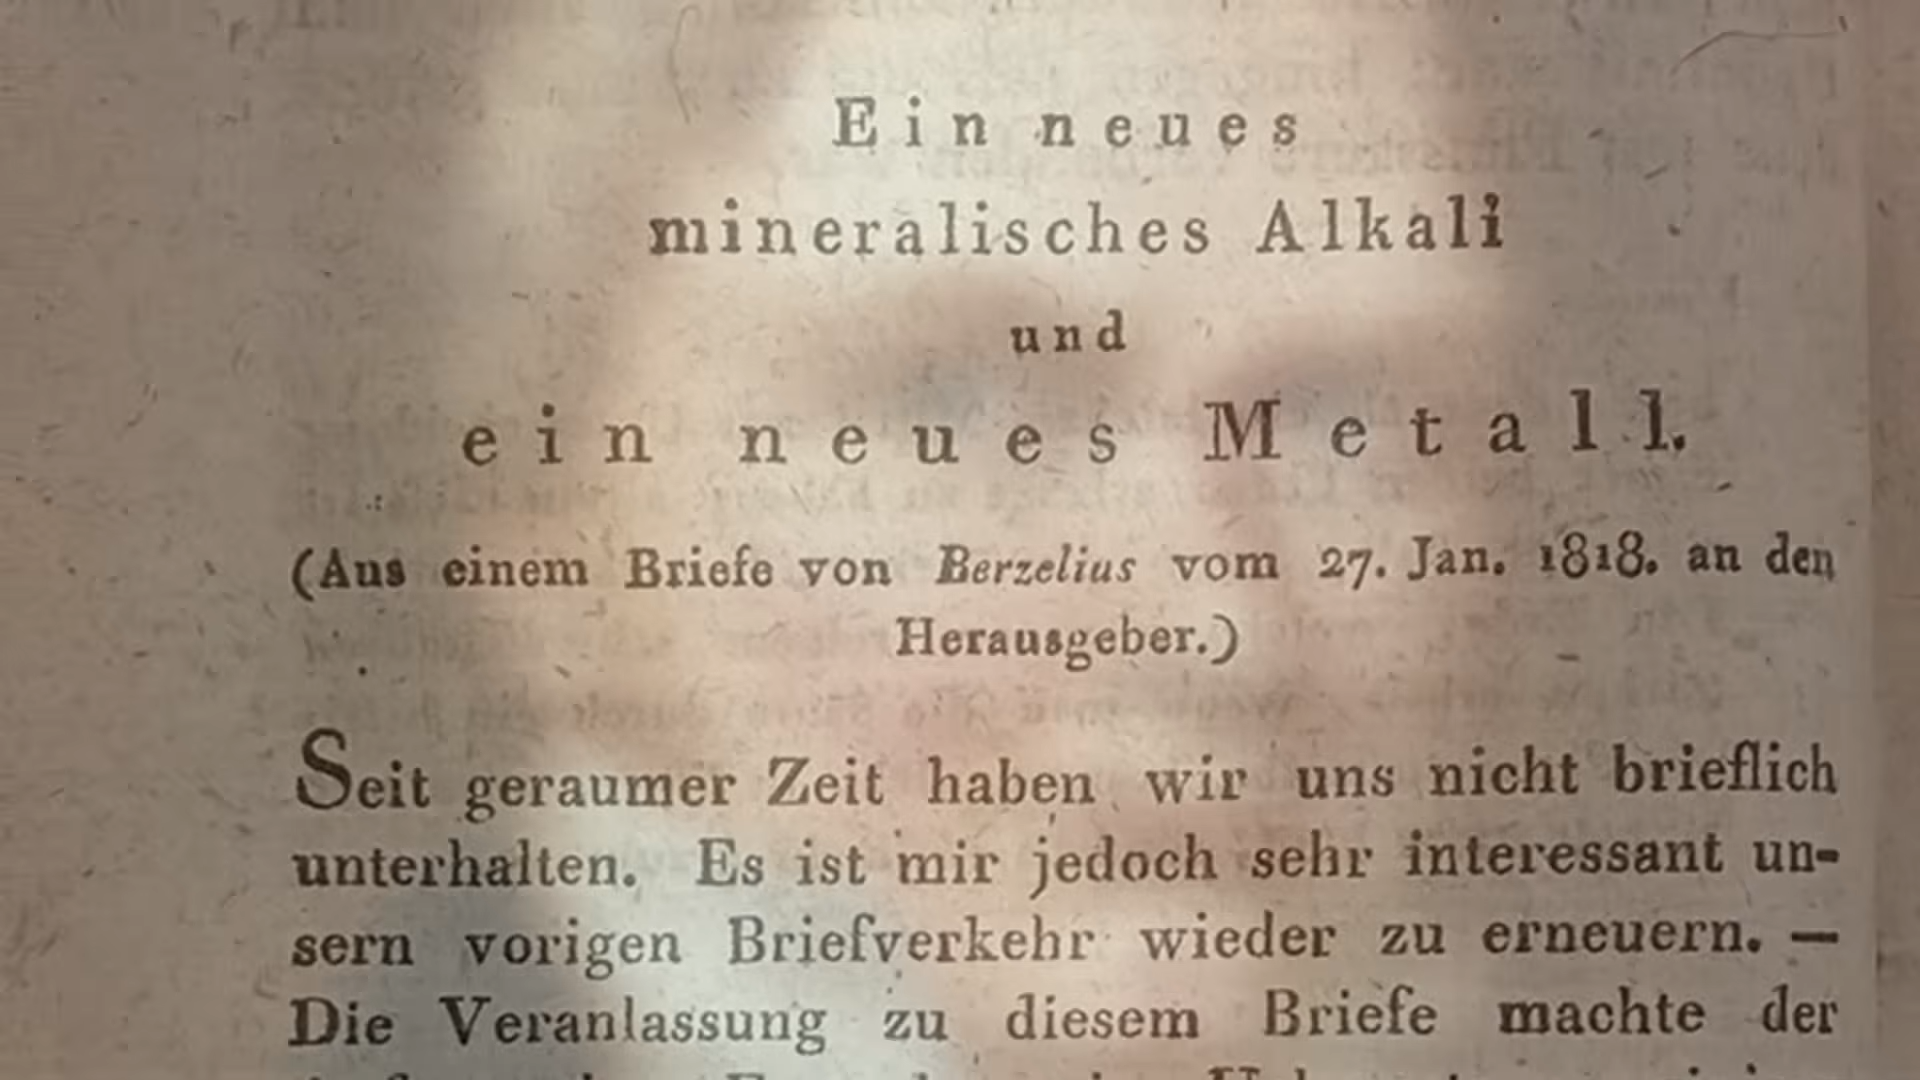 Ein neues
mineralisches Alkali
und
ein neues Metall.
(Aus einem Briefe von Berzelius vom 27. Jan. 1818. an den
Herausgeber.)
Seit geraumer Zeit haben wir uns nicht brieflich
unterhalten. Es ist mir jedoch sehr interessant un-
sern vorigen Briefverkehr wieder zu erneuern. —
Die Veranlassung zu diesem Briefe machte der